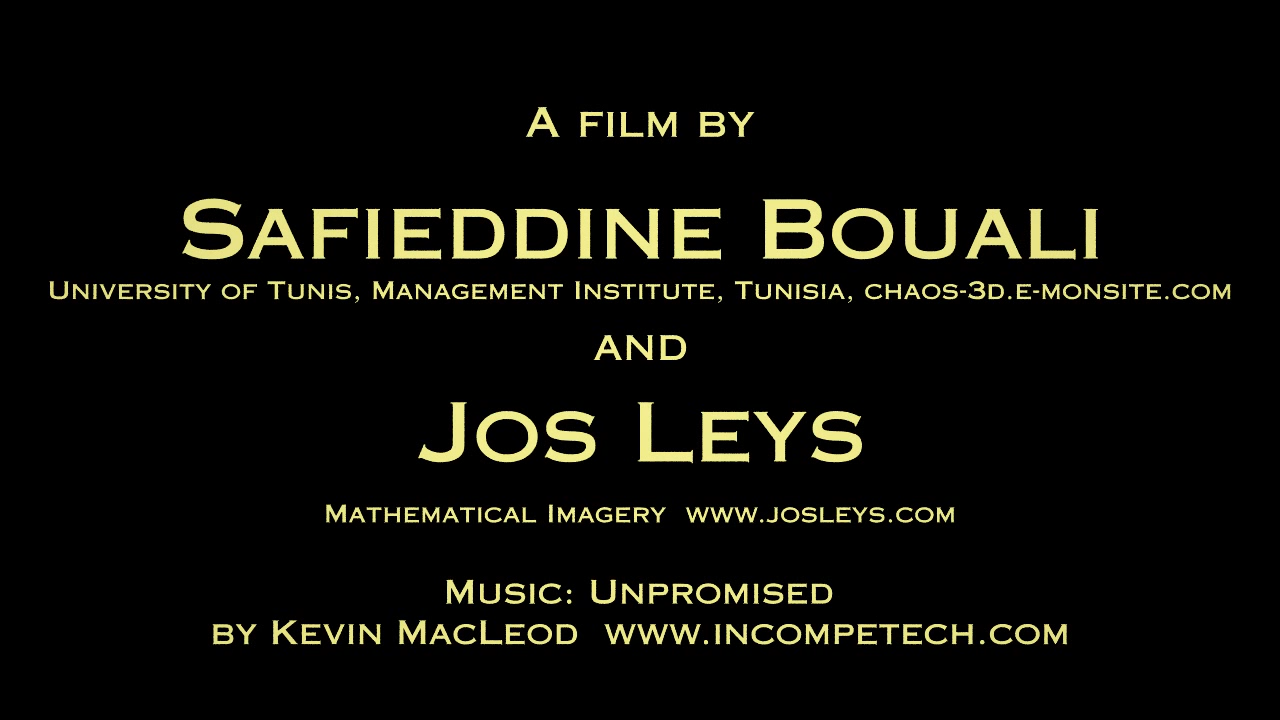 A film by
Safieddine Bouali
University of Tunis, Management Institute, Tunisia, chaos-3d.e-monsite.com
and
Jos Leys
Mathematical Imagery www.josleys.com
Music: Unpromised
by Kevin MacLeod www.incompetech.com